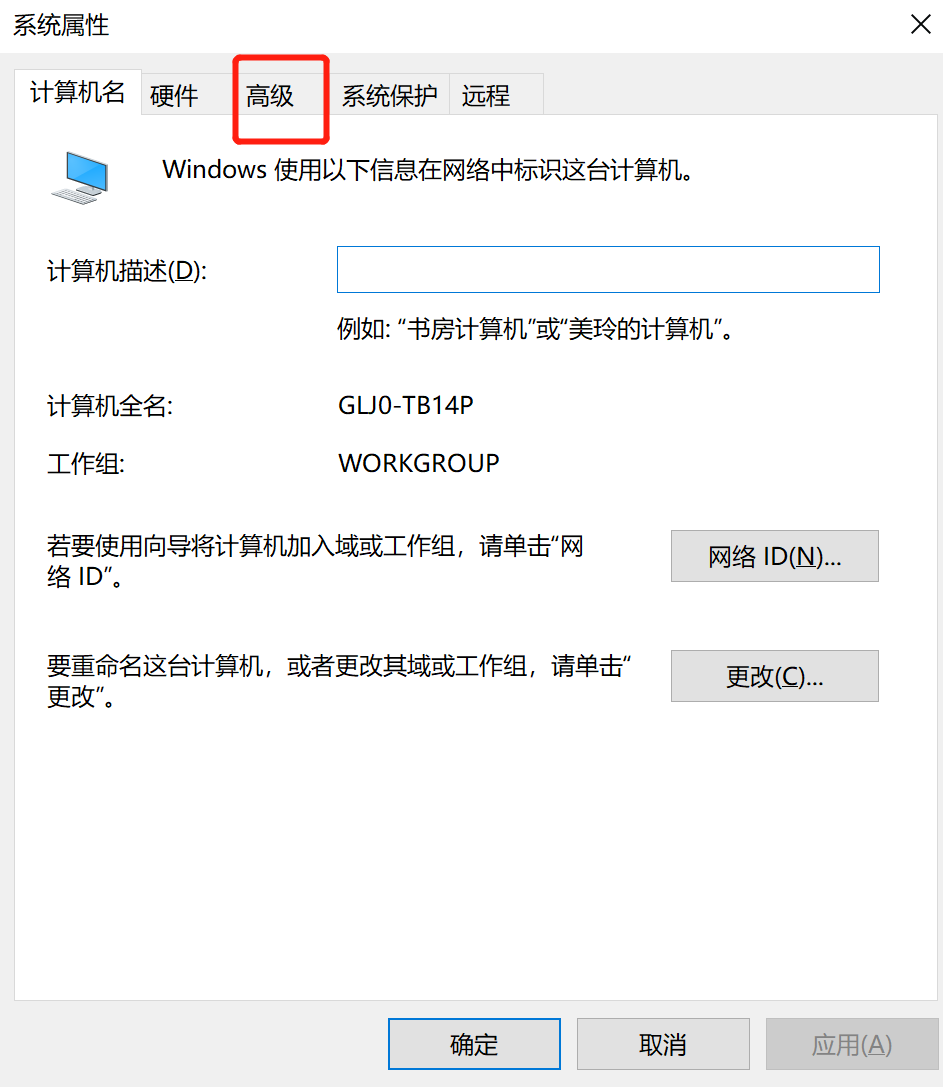 系统属性
计算机名 硬件 高级 系统保护 远程
Windows 使用以下信息在网络中标识这台计算机。
计算机描述(D):
例如: “书房计算机”或“美玲的计算机”。
计算机全名: GLJ0-TB14P
工作组: WORKGROUP
若要使用向导将计算机加入域或工作组，请单击“网
络 ID”。
网络 ID(N)...
要重命名这台计算机，或者更改其域或工作组，请单击“
更改”。
更改(C)...
确定 取消 应用(A)